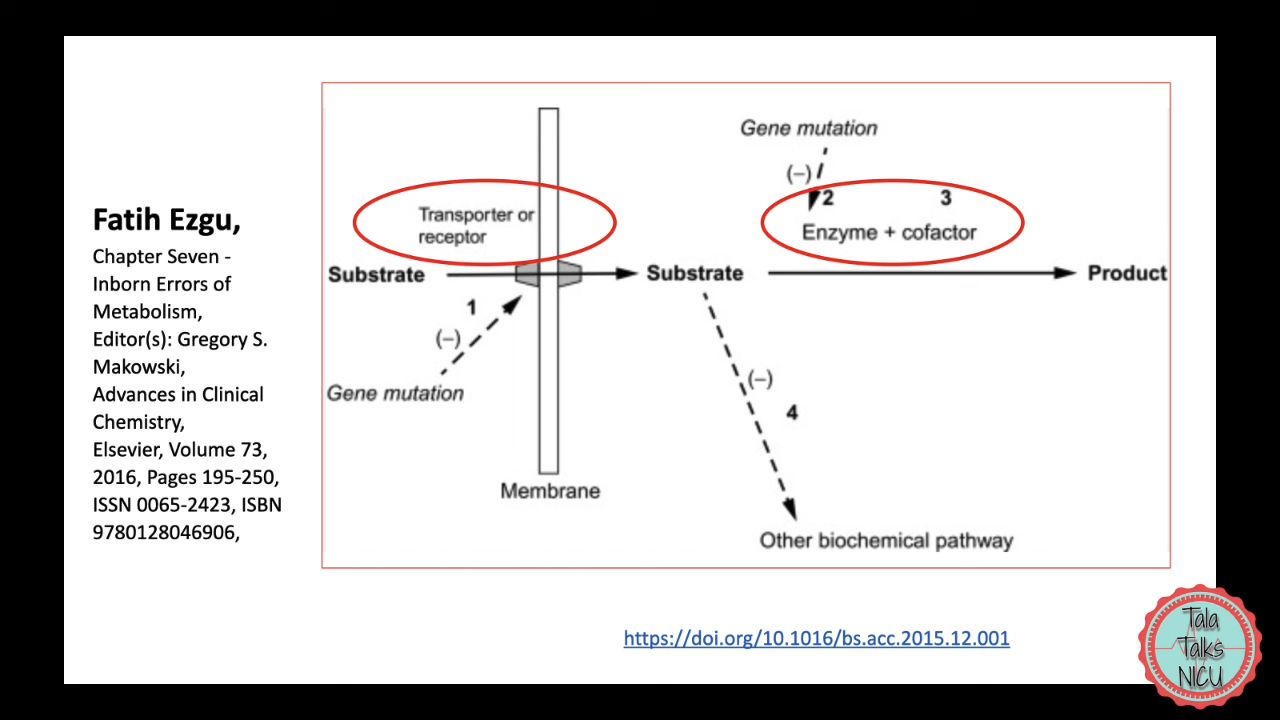 Fatih Ezgu,
Chapter Seven -
Inborn Errors of
Metabolism,
Editor(s): Gregory S.
Makowski,
Advances in Clinical
Chemistry,
Elsevier, Volume 73,
2016, Pages 195-250,
ISSN 0065-2423, ISBN
9780128046906,
Gene mutation
(–)
2
3
Transporter or
receptor
Enzyme + cofactor
Substrate
Substrate
Product
1
(–)
Gene mutation
(–)
4
Membrane
Other biochemical pathway
https://doi.org/10.1016/bs.acc.2015.12.001
Tala
Talks
NICU